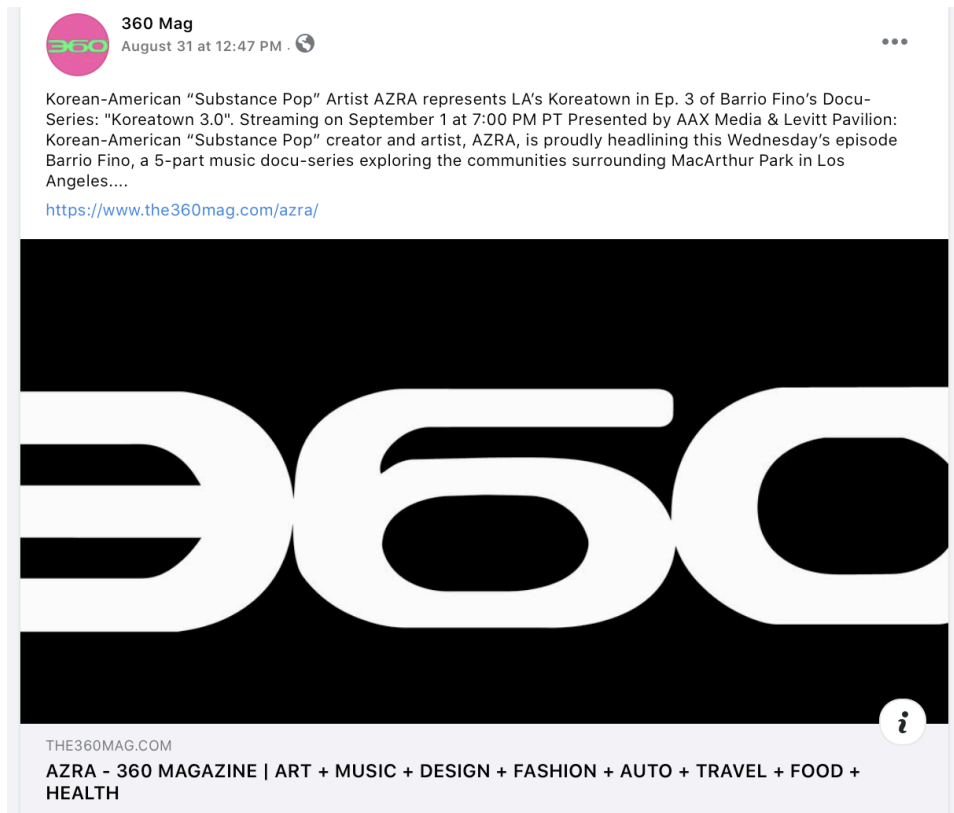 360
360 Mag
August 31 at 12:47 PM ·
Korean-American “Substance Pop” Artist AZRA represents LA’s Koreatown in Ep. 3 of Barrio Fino’s Docu-
Series: "Koreatown 3.0". Streaming on September 1 at 7:00 PM PT Presented by AAX Media & Levitt Pavilion:
Korean-American “Substance Pop” creator and artist, AZRA, is proudly headlining this Wednesday’s episode
Barrio Fino, a 5-part music docu-series exploring the communities surrounding MacArthur Park in Los
Angeles....
https://www.the360mag.com/azra/
360
i
THE360MAG.COM
AZRA - 360 MAGAZINE | ART + MUSIC + DESIGN + FASHION + AUTO + TRAVEL + FOOD +
HEALTH